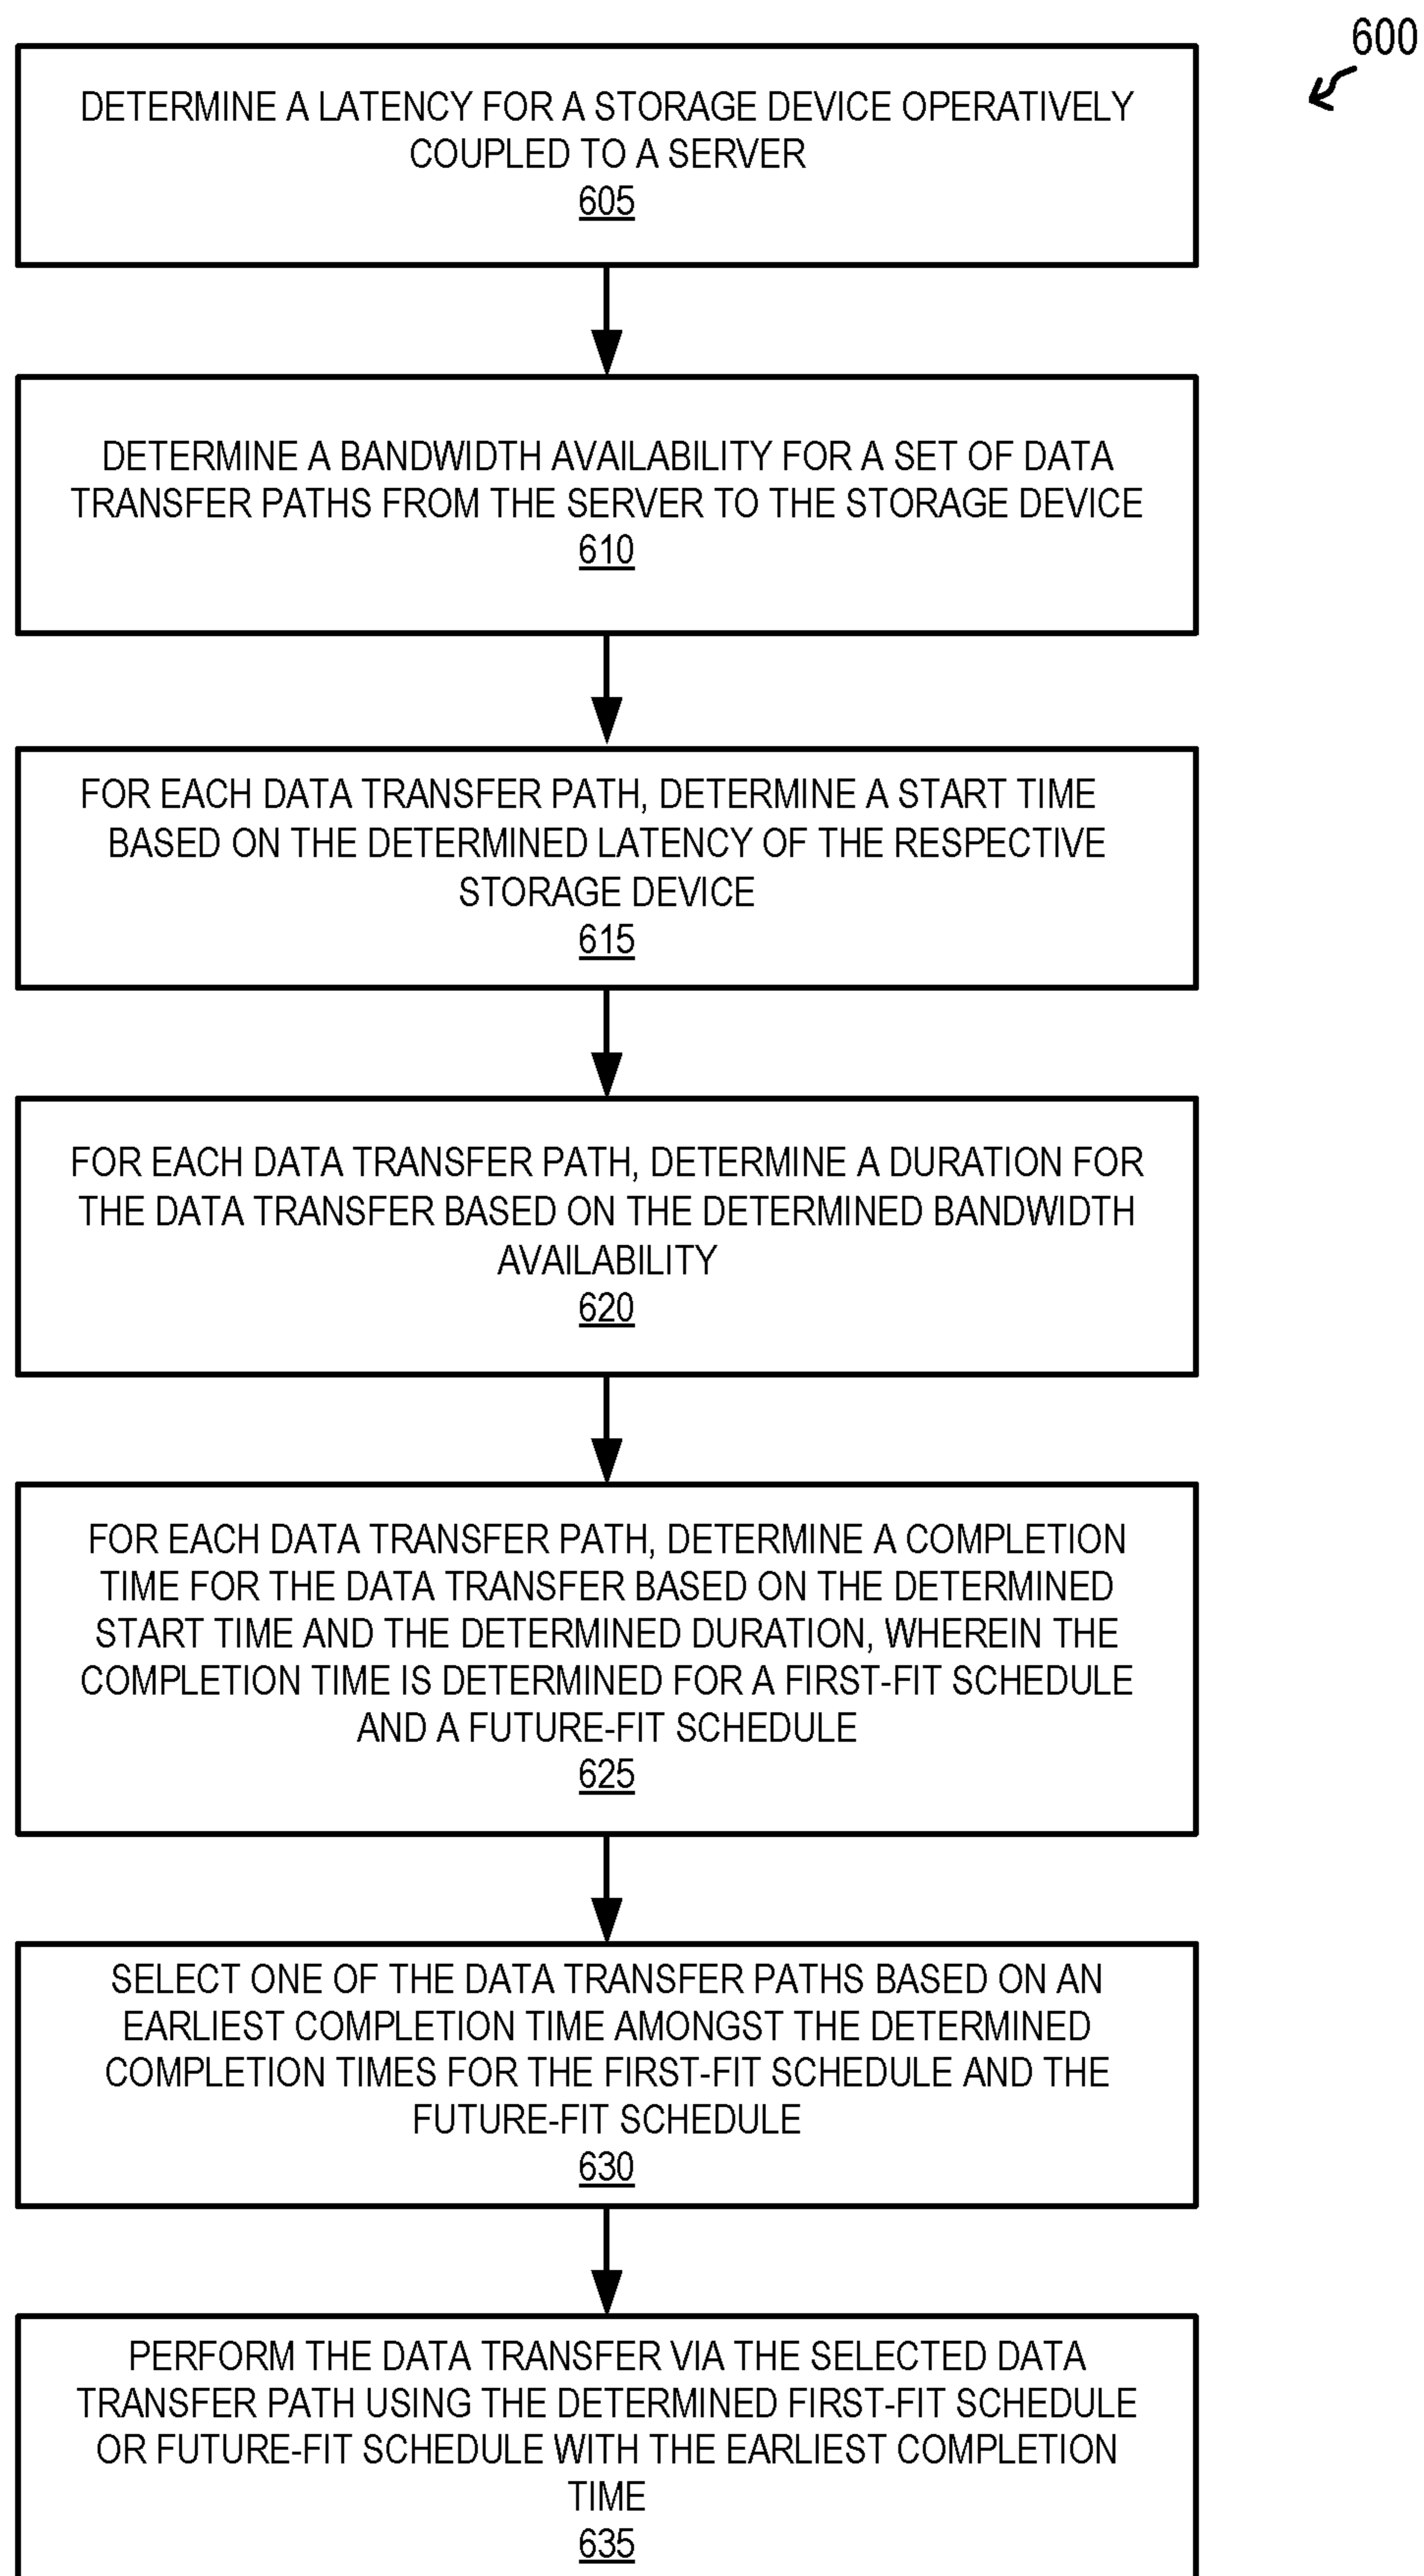 600
DETERMINE A LATENCY FOR A STORAGE DEVICE OPERATIVELY
COUPLED TO A SERVER
605
DETERMINE A BANDWIDTH AVAILABILITY FOR A SET OF DATA
TRANSFER PATHS FROM THE SERVER TO THE STORAGE DEVICE
610
FOR EACH DATA TRANSFER PATH, DETERMINE A START TIME
BASED ON THE DETERMINED LATENCY OF THE RESPECTIVE
STORAGE DEVICE
615
FOR EACH DATA TRANSFER PATH, DETERMINE A DURATION FOR
THE DATA TRANSFER BASED ON THE DETERMINED BANDWIDTH
AVAILABILITY
620
FOR EACH DATA TRANSFER PATH, DETERMINE A COMPLETION
TIME FOR THE DATA TRANSFER BASED ON THE DETERMINED
START TIME AND THE DETERMINED DURATION, WHEREIN THE
COMPLETION TIME IS DETERMINED FOR A FIRST-FIT SCHEDULE
AND A FUTURE-FIT SCHEDULE
625
SELECT ONE OF THE DATA TRANSFER PATHS BASED ON AN
EARLIEST COMPLETION TIME AMONGST THE DETERMINED
COMPLETION TIMES FOR THE FIRST-FIT SCHEDULE AND THE
FUTURE-FIT SCHEDULE
630
PERFORM THE DATA TRANSFER VIA THE SELECTED DATA
TRANSFER PATH USING THE DETERMINED FIRST-FIT SCHEDULE
OR FUTURE-FIT SCHEDULE WITH THE EARLIEST COMPLETION
TIME
635